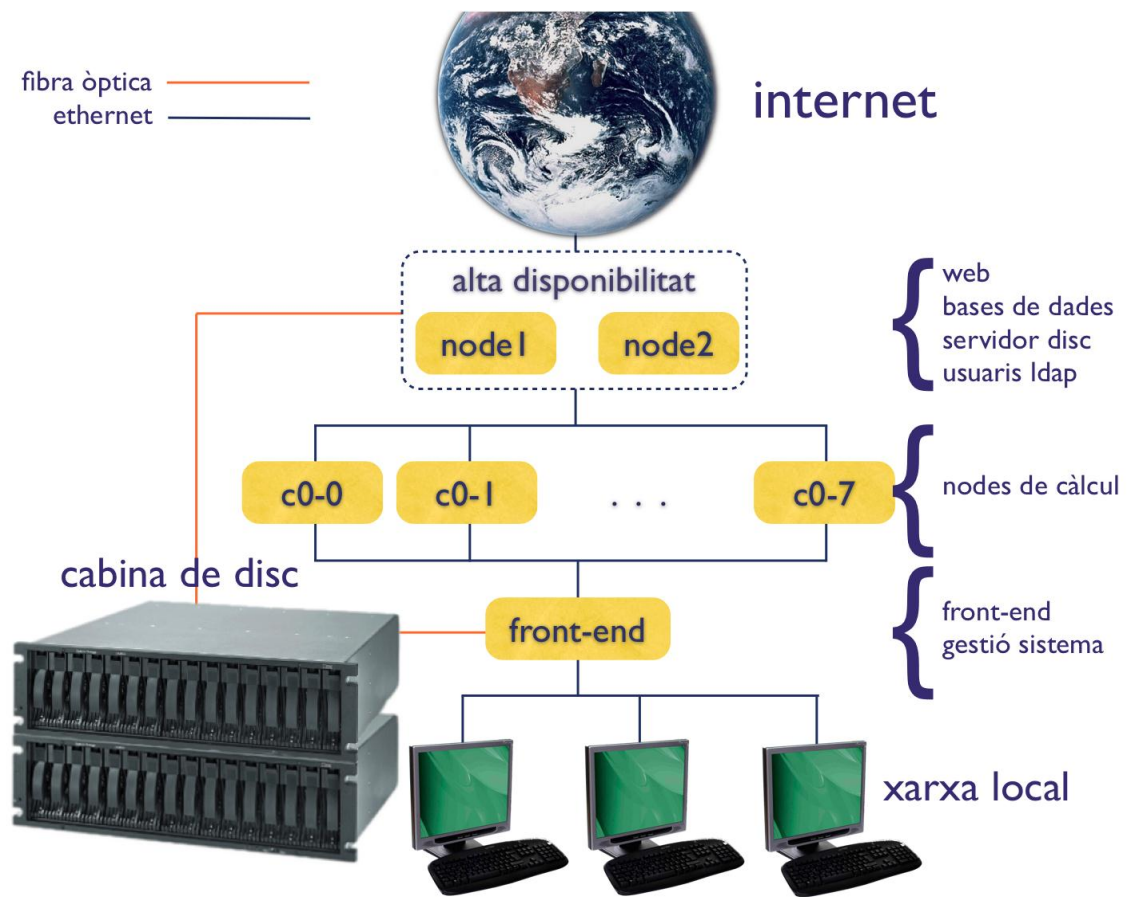 fibra òptica
ethernet
internet
alta disponibilitat
node1
node2
web
bases de dades
servidor disc
usuaris ldap
c0-0
c0-1
. . .
c0-7
nodes de càlcul
cabina de disc
front-end
front-end
gestió sistema
xarxa local